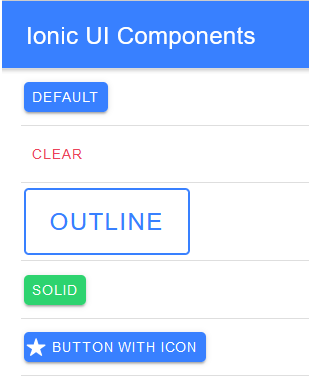 Ionic UI Components
DEFAULT
CLEAR
OUTLINE
SOLID
BUTTON WITH ICON